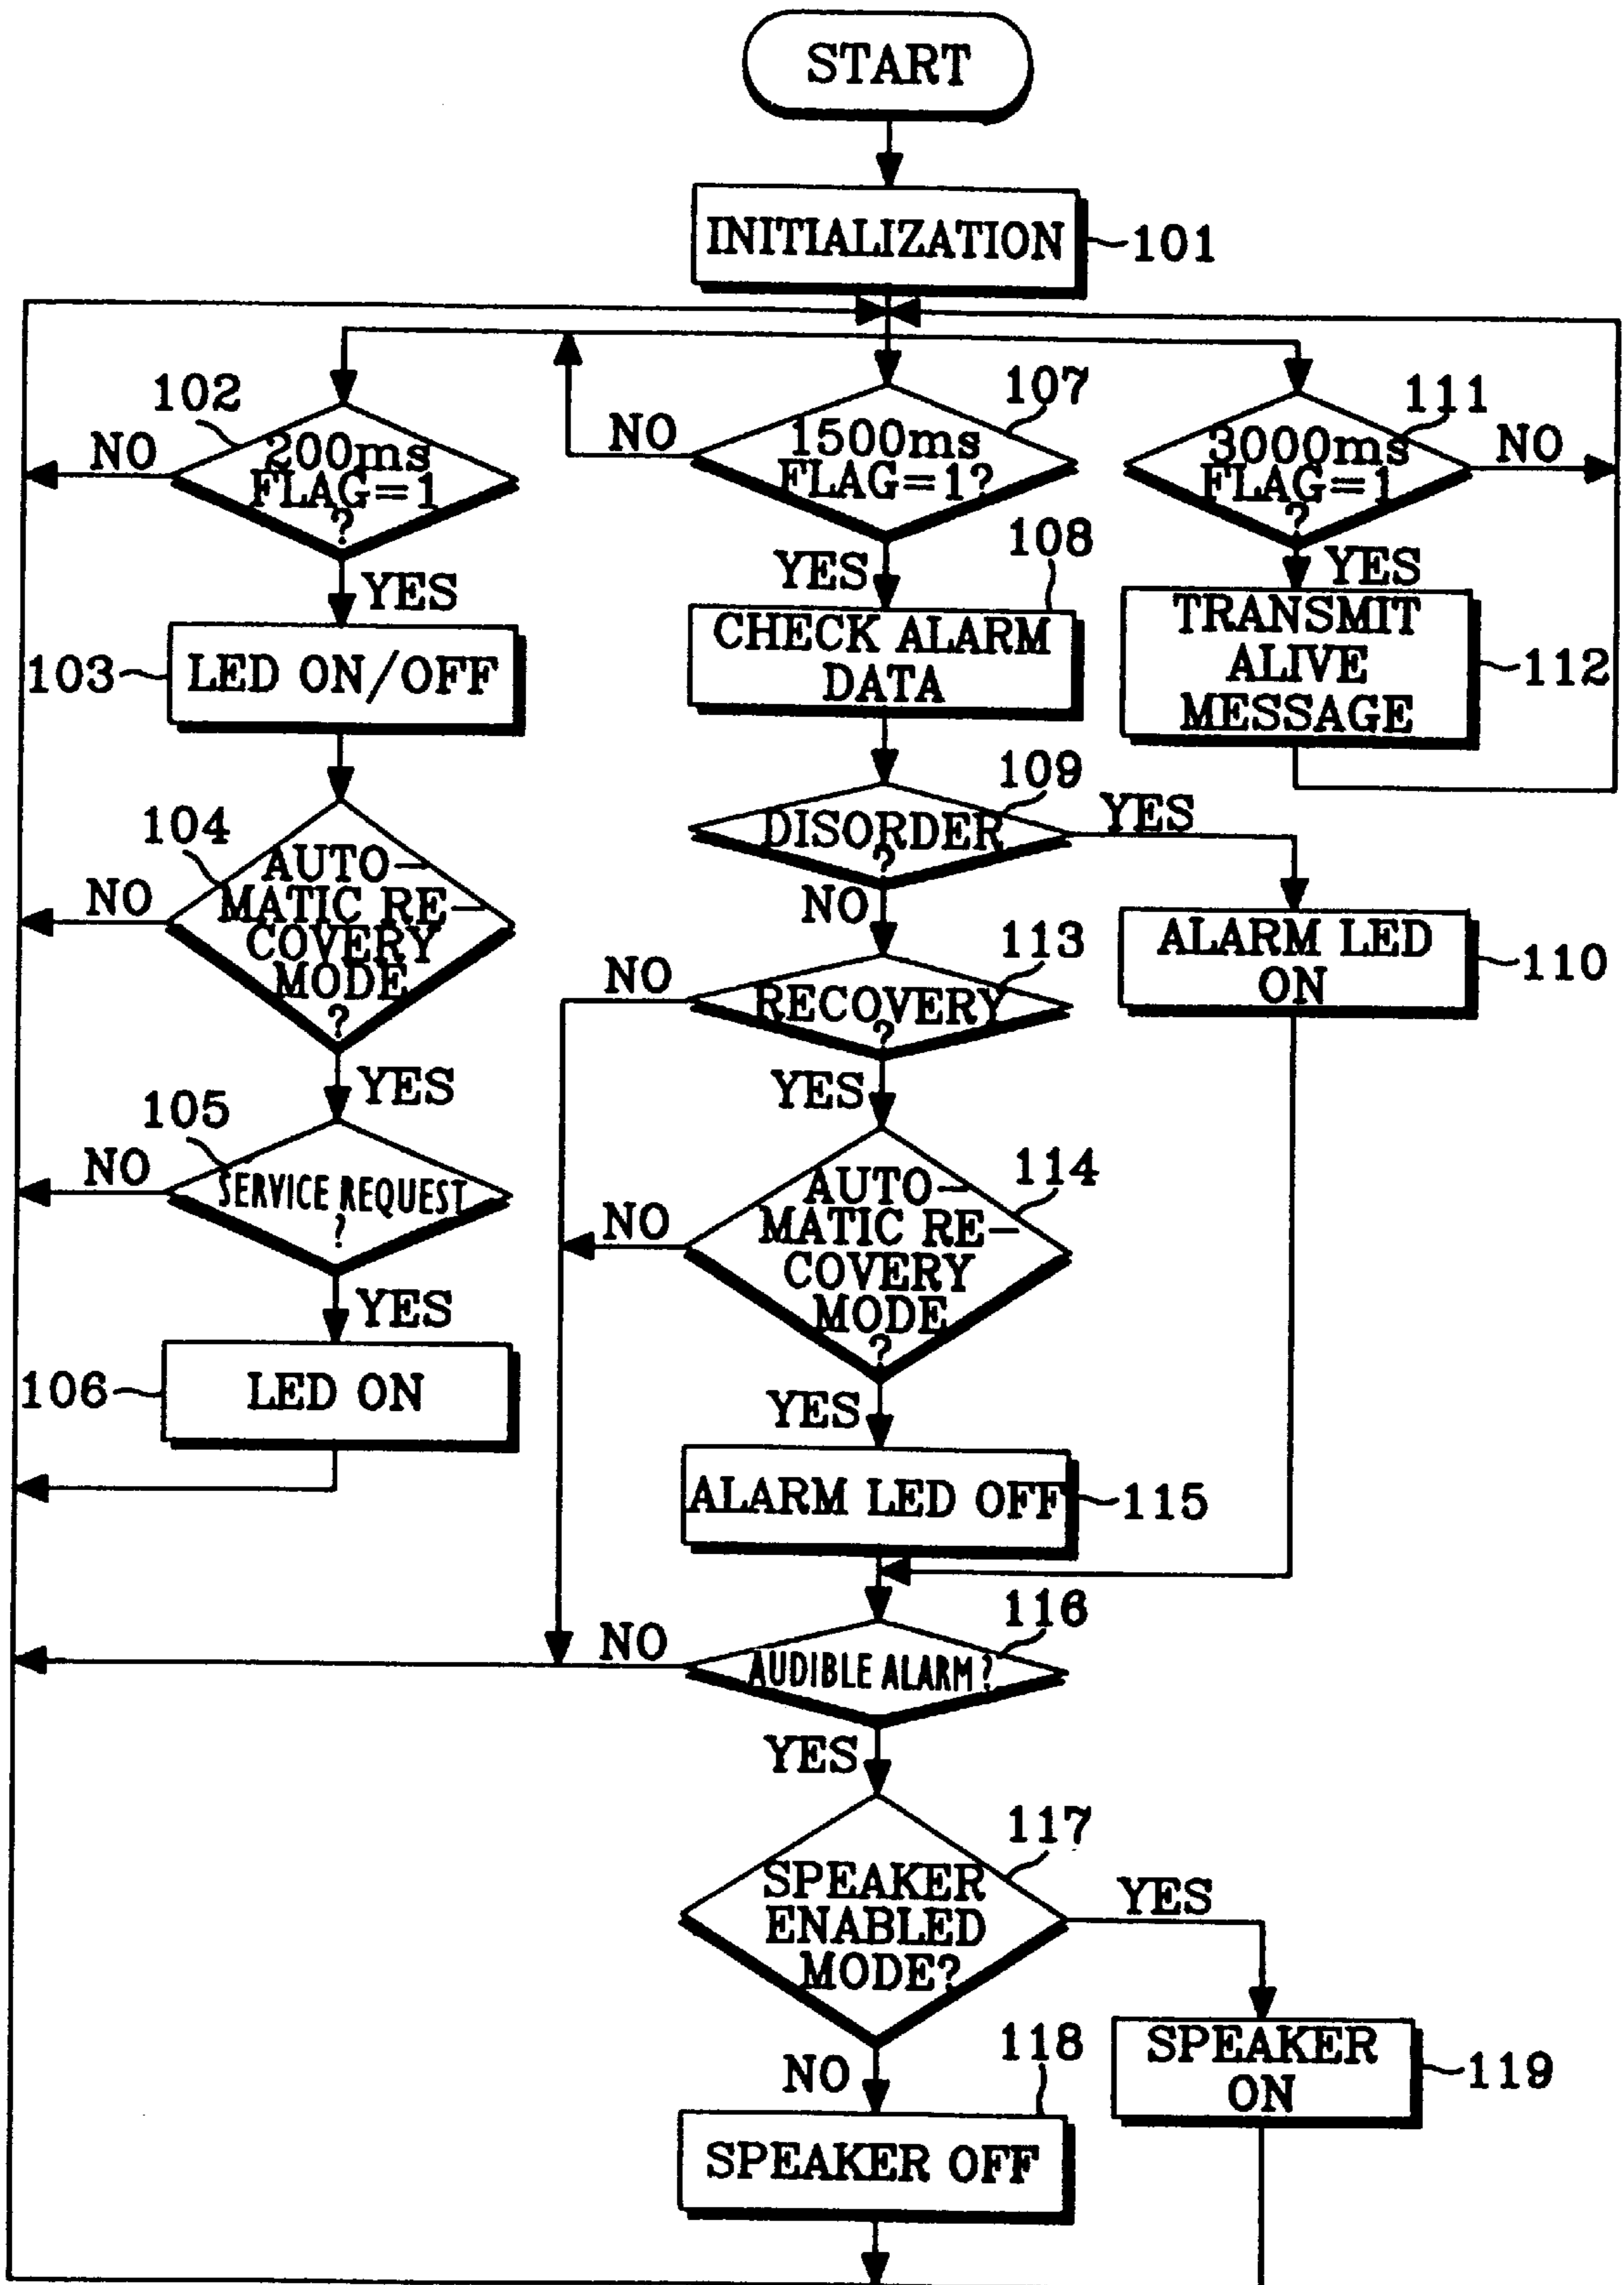 START
INITIALIZATION
101
102
NO
200ms
FLAG=1
?
YES
103
LED ON/OFF
104
NO
AUTO-
MATIC RE-
COVERY
MODE
?
YES
105
NO
SERVICE REQUEST
?
YES
106
LED ON
107
NO
1500ms
FLAG=1?
YES
108
CHECK ALARM
DATA
109
DISORDER
?
YES
NO
ALARM LED
ON
110
111
3000ms
FLAG=1
?
NO
YES
TRANSMIT
ALIVE
MESSAGE
112
113
NO
RECOVERY
?
YES
114
NO
AUTO-
MATIC RE-
COVERY
MODE
?
YES
ALARM LED OFF
115
116
NO
AUDIBLE ALARM?
YES
117
SPEAKER
ENABLED
MODE?
YES
NO
118
SPEAKER OFF
SPEAKER
ON
119